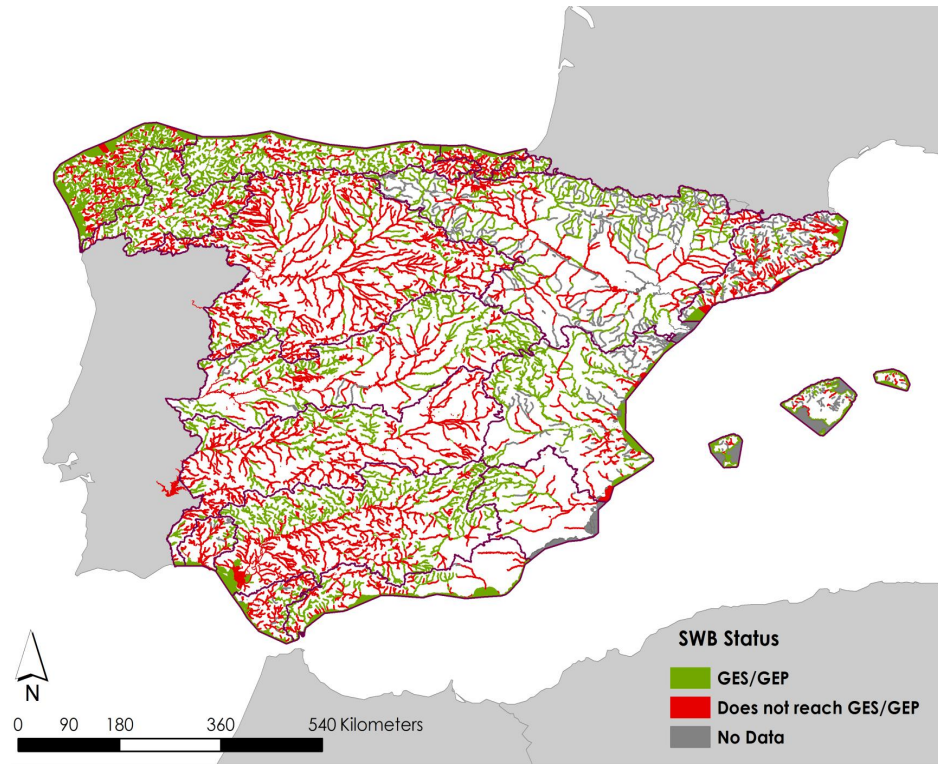 SWB Status
GES/GEP
Does not reach GES/GEP
No Data
N
0 90 180 360 540 Kilometers